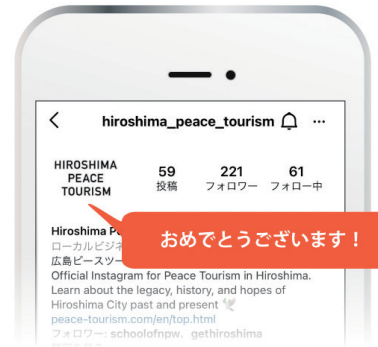 hiroshima_peace_tourism
HIROSHIMA
PEACE
TOURISM
59
投稿
221
フォロワー
61
フォロー中
Hiroshima
おめでとうございます！
ローカルビジネ
広島ピースツー
Official Instagram for Peace Tourism in Hiroshima.
Learn about the legacy, history, and hopes of
Hiroshima City past and present 🕊
peace-tourism.com/en/top.html
フォロワー: schoolofnpw、gethiroshima